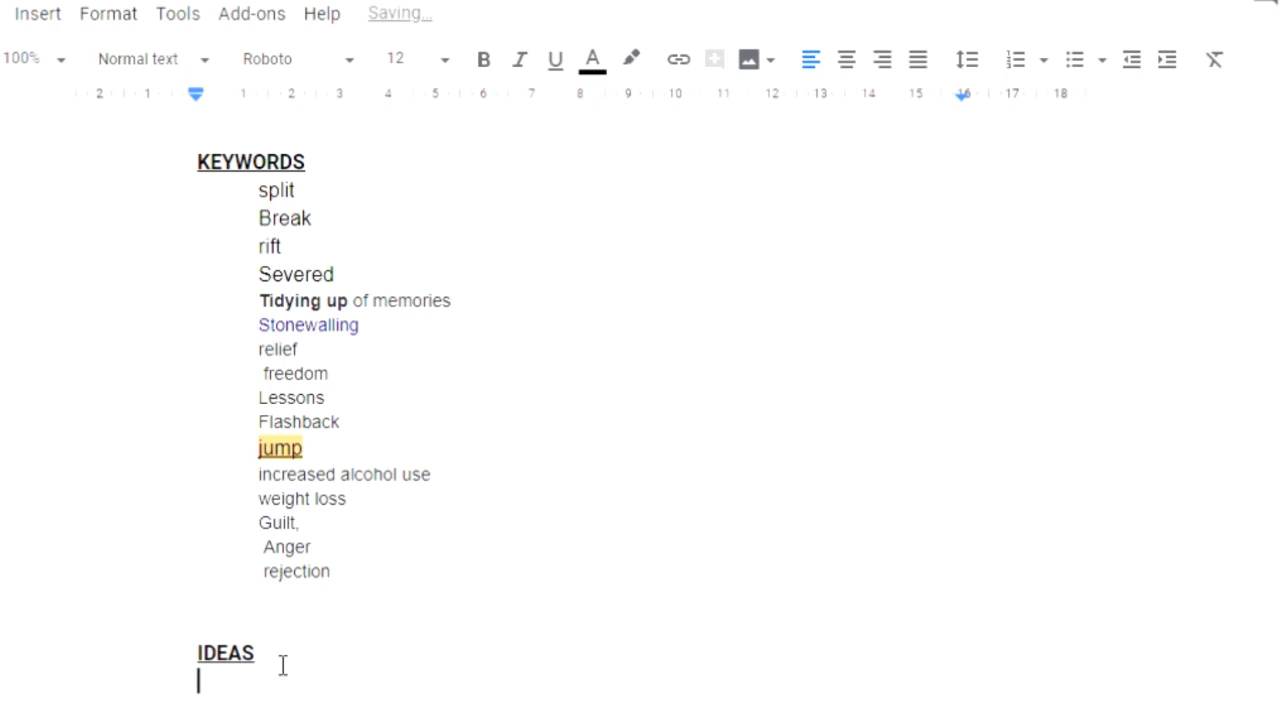 Insert Format Tools Add-ons Help Saving...
100% Normal text Roboto 12 B I U A
2 1 1 2 3 4 5 6 7 8 9 10 11 12 13 14 15 16 17 18
KEYWORDS
split
Break
rift
Severed
Tidying up of memories
Stonewalling
relief
freedom
Lessons
Flashback
jump
increased alcohol use
weight loss
Guilt,
Anger
rejection
IDEAS